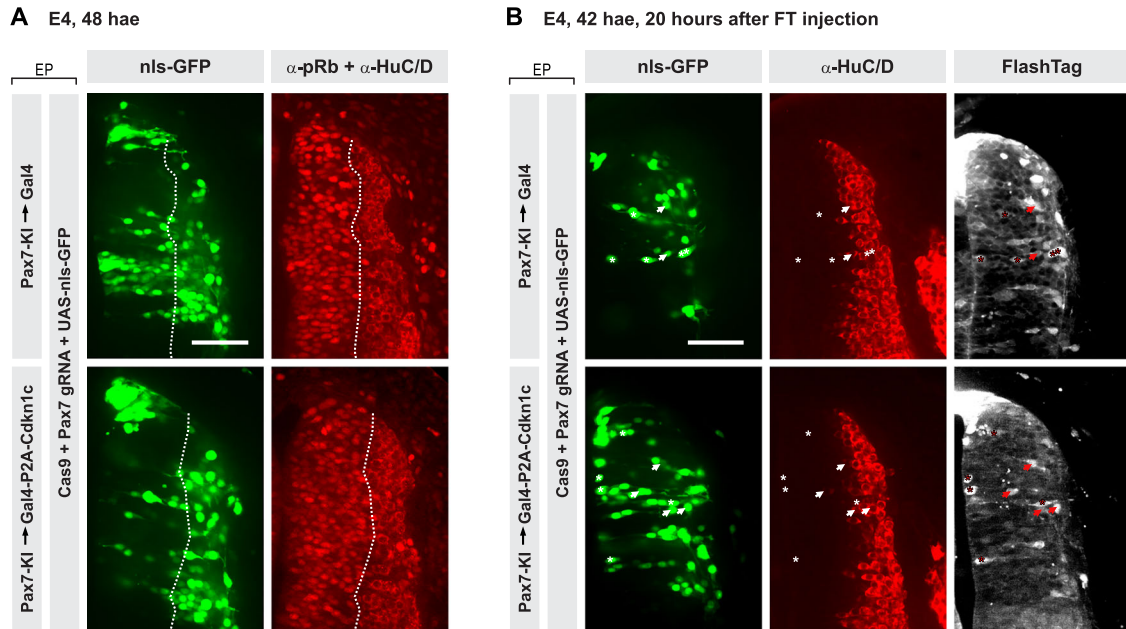 A E4, 48 hae
EP
nls-GFP
α-pRb + α-HuC/D
Pax7-KI → Gal4
Pax7-KI → Gal4-P2A-Cdkn1c
Cas9 + Pax7 gRNA + UAS-nls-GFP
B E4, 42 hae, 20 hours after FT injection
EP
nls-GFP
α-HuC/D
FlashTag
Pax7-KI → Gal4
Pax7-KI → Gal4-P2A-Cdkn1c
Cas9 + Pax7 gRNA + UAS-nls-GFP